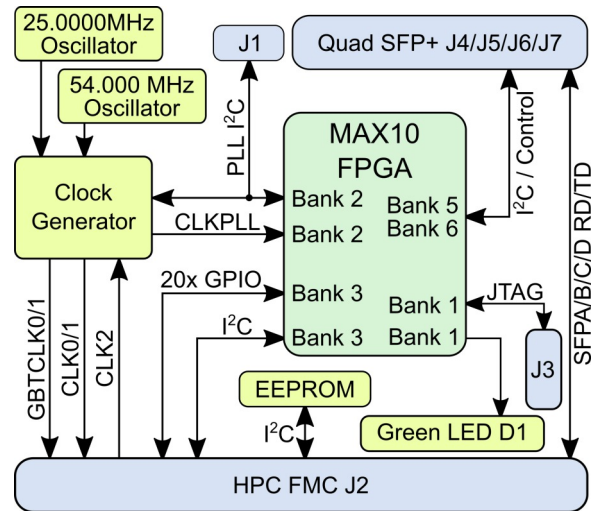 25.0000MHz
Oscillator
J1
Quad SFP+ J4/J5/J6/J7
54.000 MHz
Oscillator
PLL I²C
MAX10
FPGA
I²C / Control
Clock
Generator
Bank 2
Bank 5
CLKPLL
Bank 2
Bank 6
SFPA/B/C/D RD/TD
20x GPIO
Bank 3
Bank 1
JTAG
I²C
Bank 3
Bank 1
J3
GBTCLK0/1
CLK0/1
CLK2
EEPROM
I²C
Green LED D1
HPC FMC J2